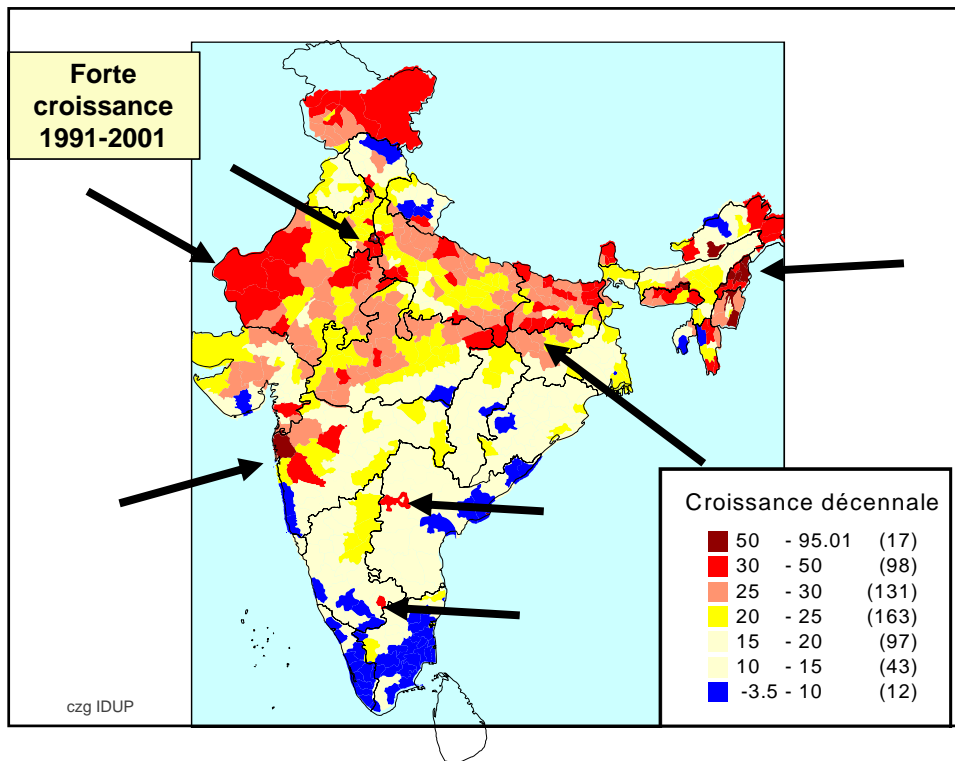 Forte
croissance
1991-2001
Croissance décennale
50 - 95.01 (17)
30 - 50 (98)
25 - 30 (131)
20 - 25 (163)
15 - 20 (97)
10 - 15 (43)
-3.5 - 10 (12)
czg IDUP